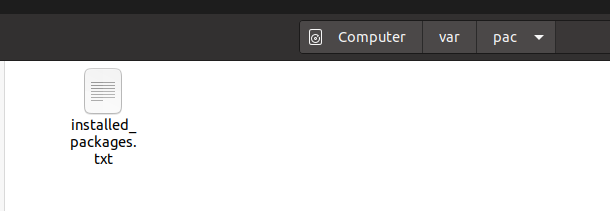 Computer var pac
installed_
packages.
txt